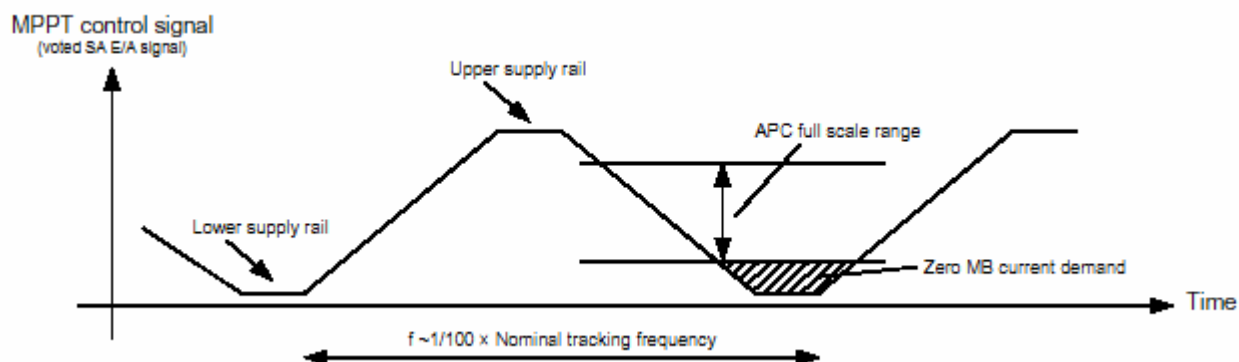 MPPT control signal
(voted SA E/A signal)
Upper supply rail
APC full scale range
Lower supply rail
Zero MB current demand
Time
f ~1/100 × Nominal tracking frequency